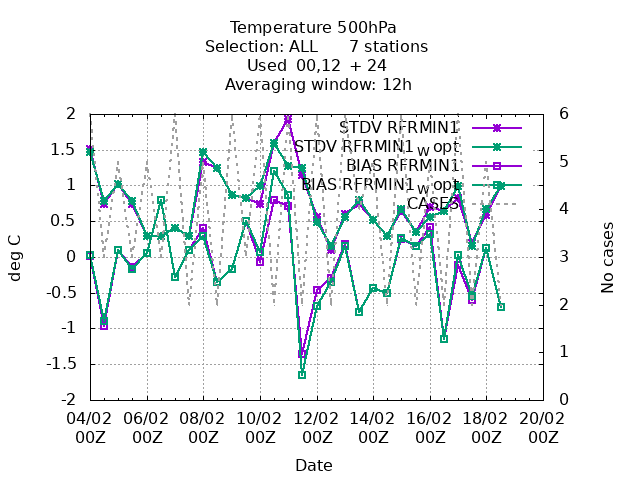 Temperature 500hPa
Selection: ALL 7 stations
Used 00,12 + 24
Averaging window: 12h
deg C
2
1.5
1
0.5
0
-0.5
-1
-1.5
-2
STDV RFRMIN1
STDV RFRMIN1w opt
BIAS RFRMIN1
BIAS RFRMIN1w opt
CASES
6
5
4
3
2
1
0
No cases
04/02 06/02 08/02 10/02 12/02 14/02 16/02 18/02 20/02
00Z 00Z 00Z 00Z 00Z 00Z 00Z 00Z 00Z
Date